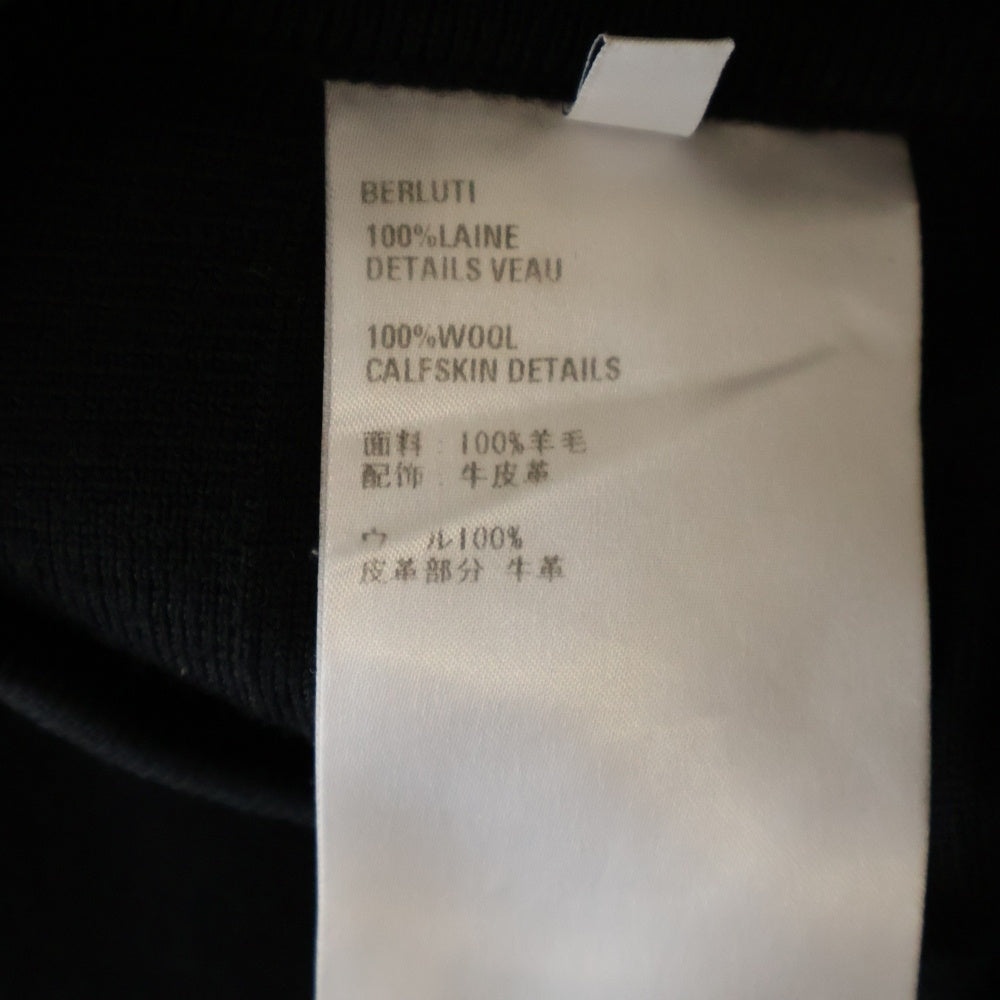 BERLUTI
100%LAINE
DETAILS VEAU
100%WOOL
CALFSKIN DETAILS
面料：100%羊毛
配饰：牛皮革
ウール100%
皮革部分 牛革